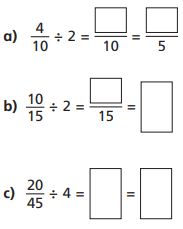 a) 4/10 ÷ 2 = □/10 = □/5
b) 10/15 ÷ 2 = □/15 = □
c) 20/45 ÷ 4 = □ = □